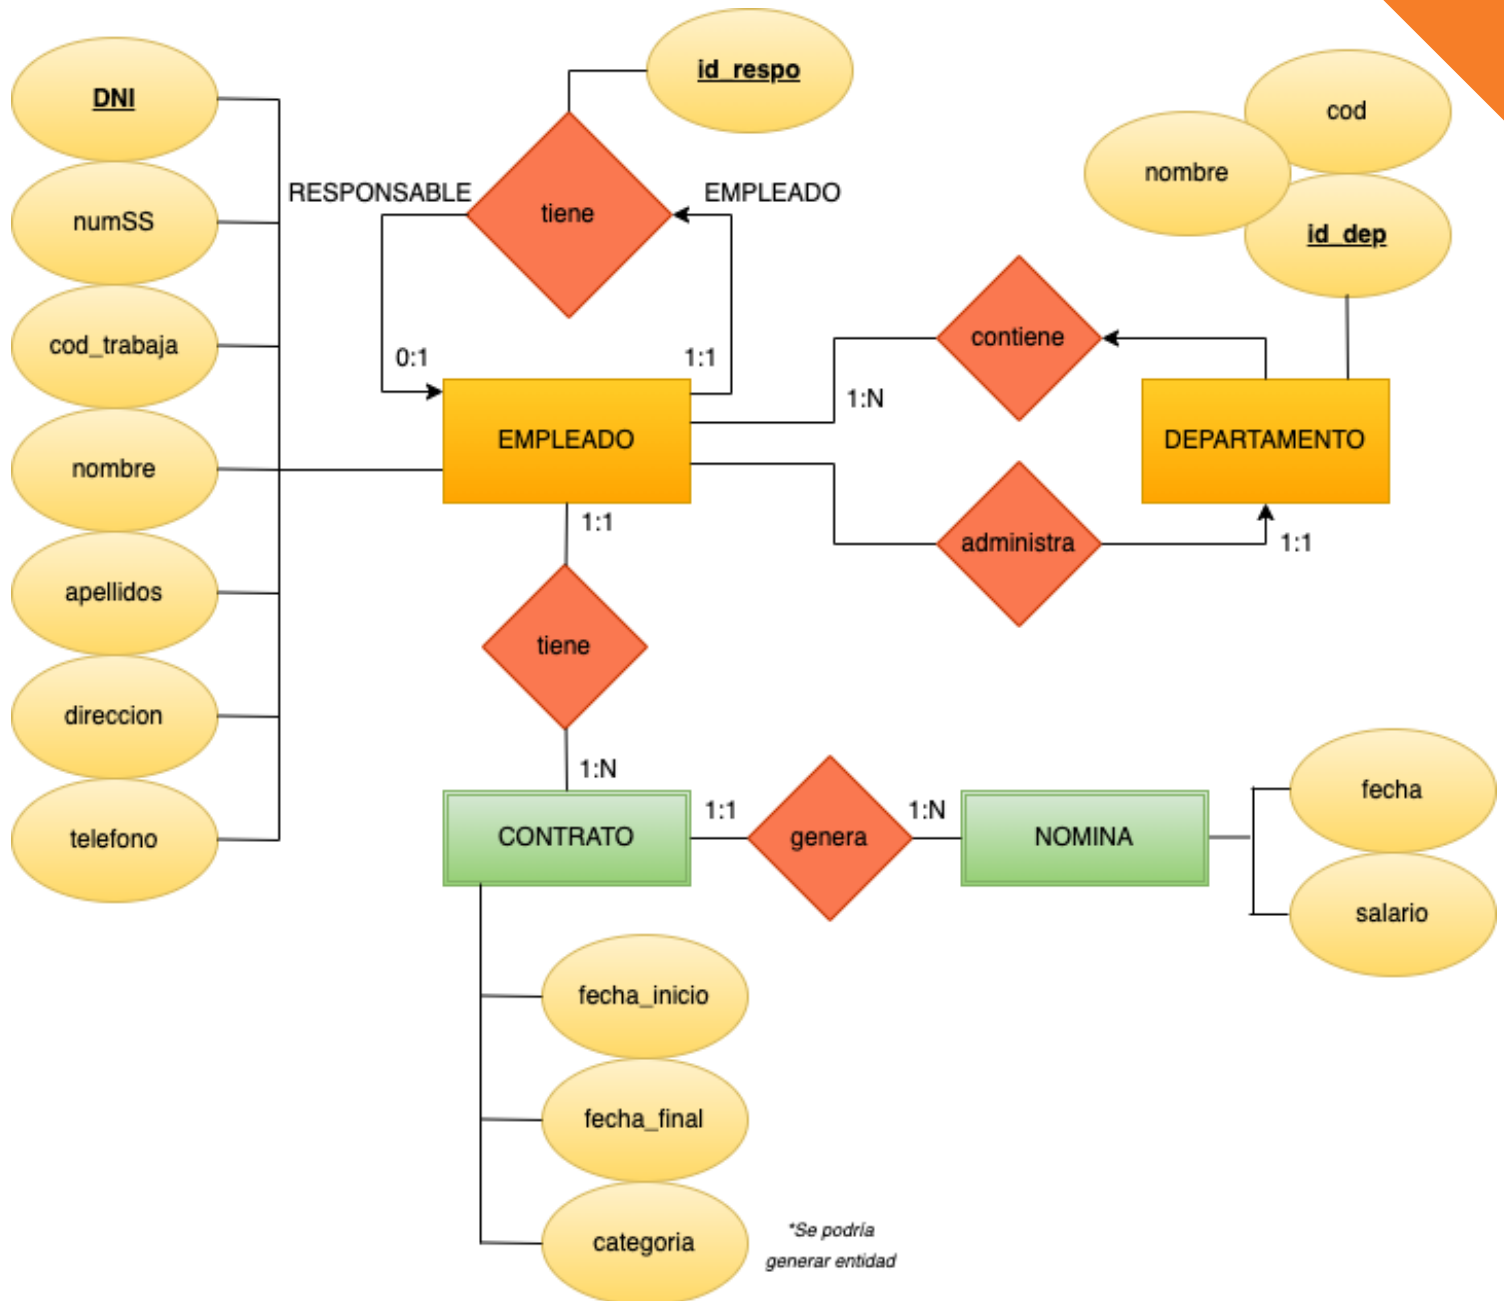 id_respo
DNI
cod
nombre
RESPONSABLE
EMPLEADO
tiene
numSS
id_dep
contiene
cod_trabaja
0:1
1:1
1:N
EMPLEADO
DEPARTAMENTO
nombre
1:1
administra
1:1
apellidos
tiene
direccion
1:N
fecha
telefono
CONTRATO
1:1
genera
1:N
NOMINA
salario
fecha_inicio
fecha_final
categoria
*Se podría
generar entidad